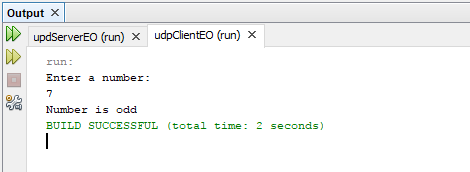 Output
updServerEO (run)
udpClientEO (run)
run:
Enter a number:
7
Number is odd
BUILD SUCCESSFUL (total time: 2 seconds)